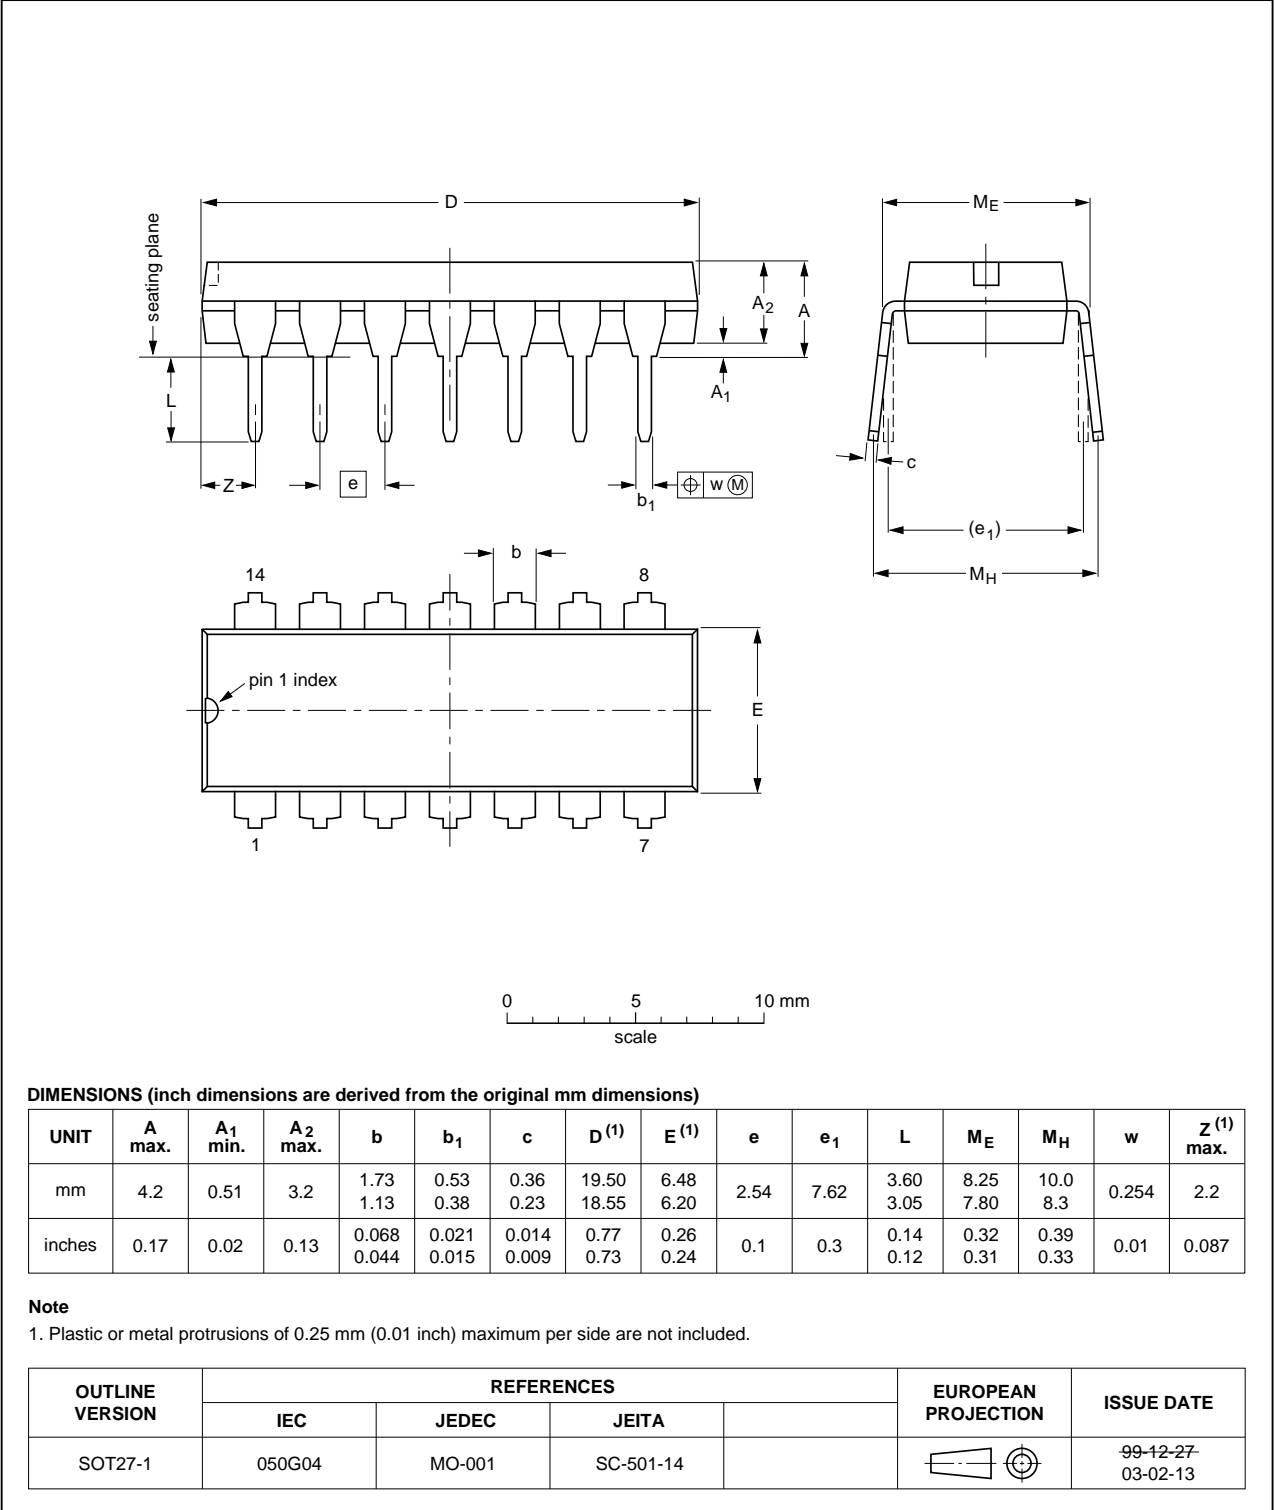 D
M E
seating plane
A 2
A
A 1
L
c
Z
e
b 1
w M
(e 1)
M H
b
14
8
pin 1 index
E
1
7
0 5 10 mm
scale
DIMENSIONS (inch dimensions are derived from the original mm dimensions)
UNIT A max. A1 min. A2 max. b b1 c D(1) E(1) e e1 L ME MH w Z(1) max.
mm 4.2 0.51 3.2 1.73 1.13 0.53 0.38 0.36 0.23 19.50 18.55 6.48 6.20 2.54 7.62 3.60 3.05 8.25 7.80 10.0 8.3 0.254 2.2
inches 0.17 0.02 0.13 0.068 0.044 0.021 0.015 0.014 0.009 0.77 0.73 0.26 0.24 0.1 0.3 0.14 0.12 0.32 0.31 0.39 0.33 0.01 0.087
Note
1. Plastic or metal protrusions of 0.25 mm (0.01 inch) maximum per side are not included.
OUTLINE VERSION REFERENCES EUROPEAN PROJECTION ISSUE DATE
IEC JEDEC JEITA
SOT27-1 050G04 MO-001 SC-501-14 99-12-27
03-02-13